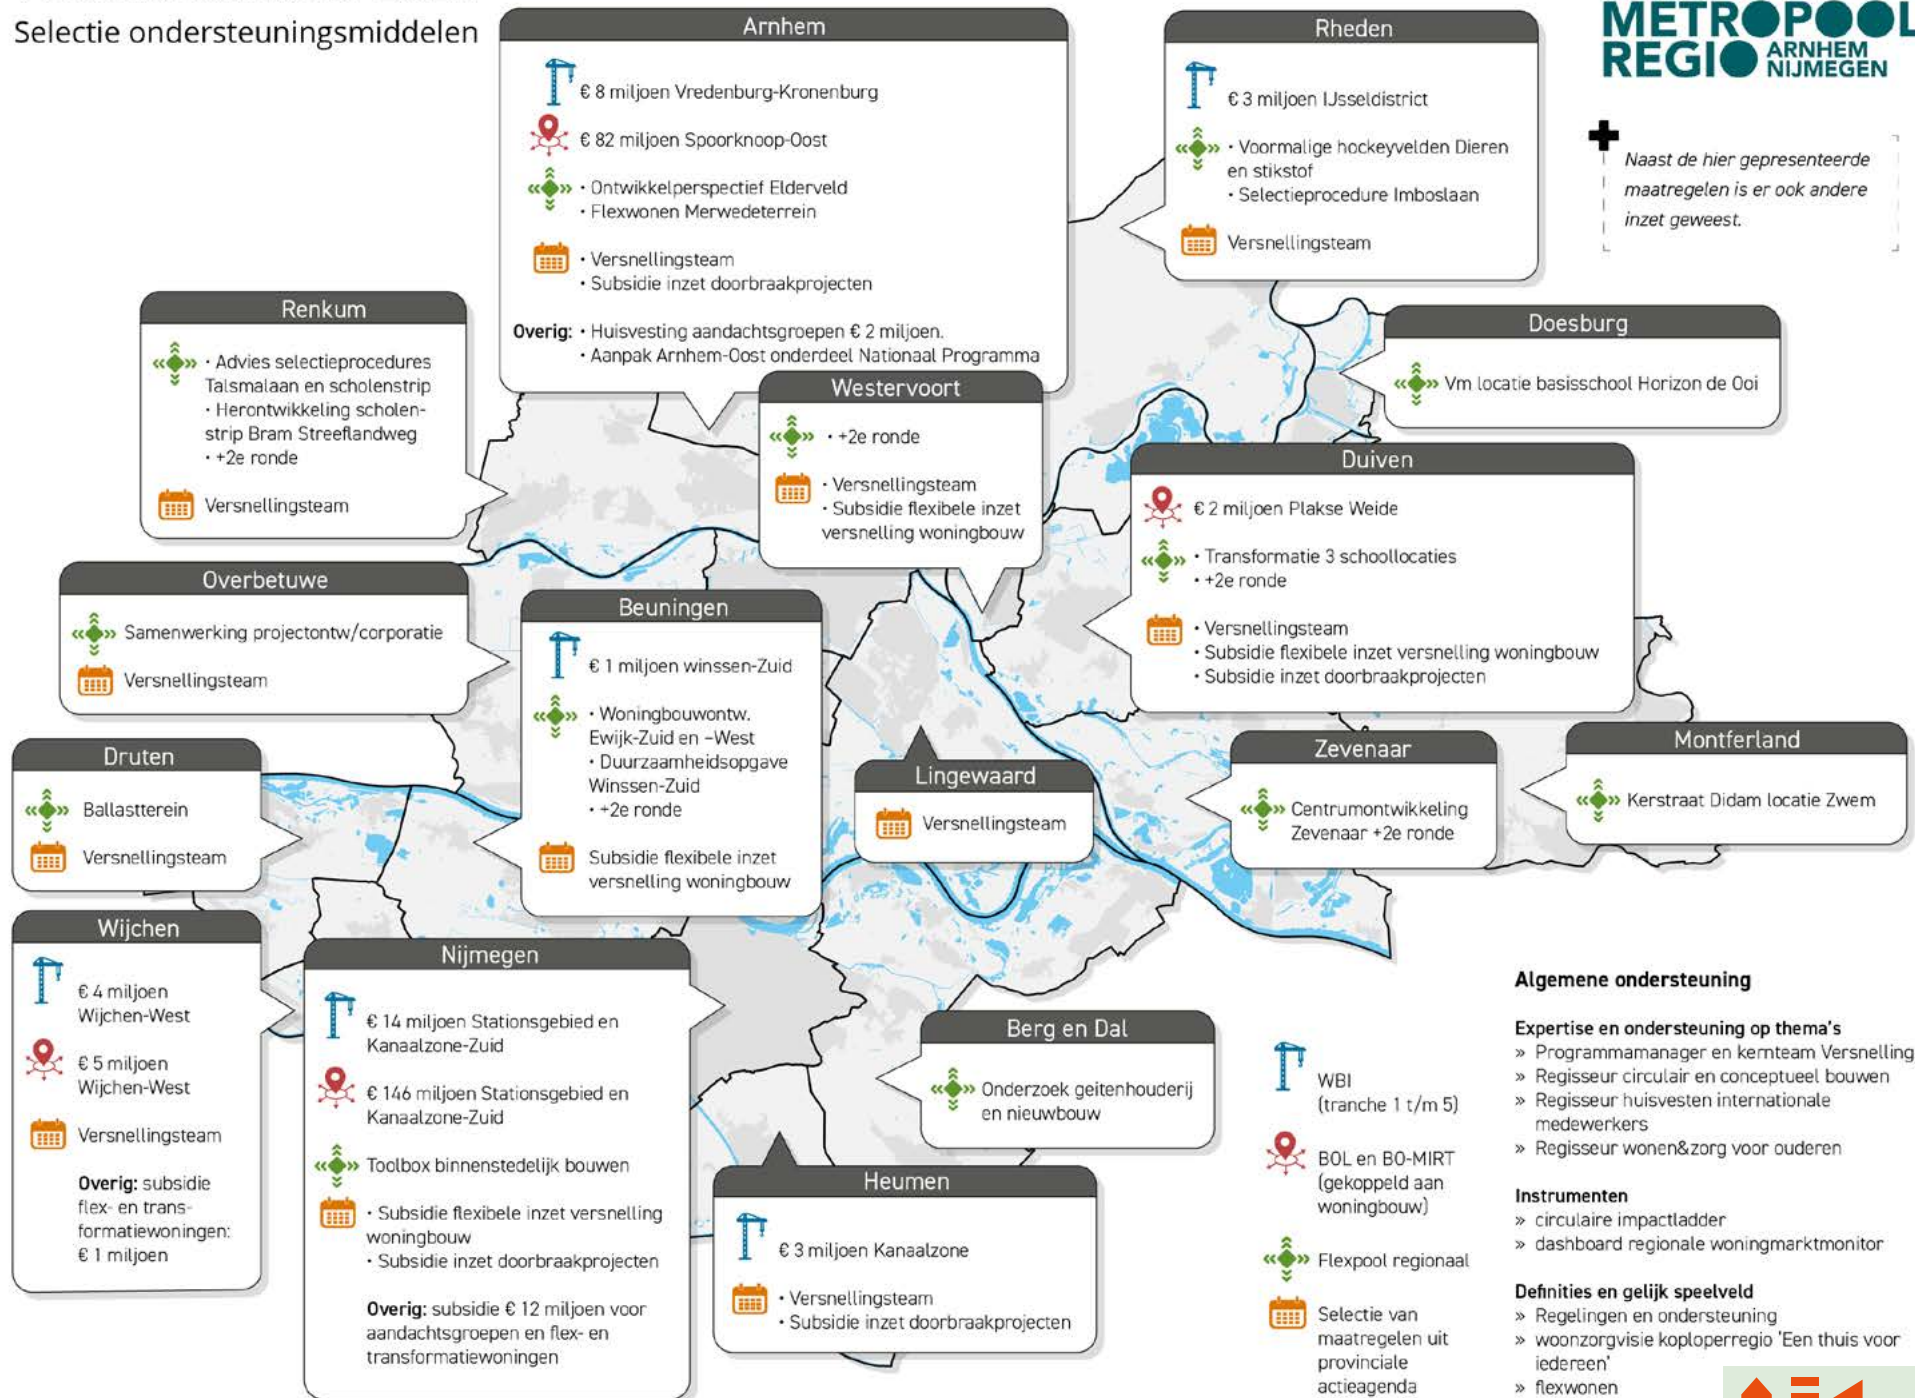 Selectie ondersteuningsmiddelen
METROPOOL
REGIO ARNHEM
NIJMEGEN
Naast de hier gepresenteerde
maatregelen is er ook andere
inzet geweest.
Arnhem
€ 8 miljoen Vredenburg-Kronenburg
€ 82 miljoen Spoorknoop-Oost
· Ontwikkelperspectief Elderveld
· Flexwonen Merwedeterrein
· Versnellingsteam
· Subsidie inzet doorbraakprojecten
Overig: · Huisvesting aandachtsgroepen € 2 miljoen.
· Aanpak Arnhem-Oost onderdeel Nationaal Programma
Rheden
€ 3 miljoen IJsseldistrict
· Voormalige hockeyvelden Dieren
en stikstof
· Selectieprocedure Imboslaan
Versnellingsteam
Renkum
· Advies selectieprocedures
Talsmalaan en scholenstrip
· Herontwikkeling scholen-
strip Bram Streeflandweg
· +2e ronde
Versnellingsteam
Westervoort
· +2e ronde
· Versnellingsteam
· Subsidie flexibele inzet
versnelling woningbouw
Doesburg
Vm locatie basisschool Horizon de Ooi
Duiven
€ 2 miljoen Plakse Weide
· Transformatie 3 schoollocaties
· +2e ronde
· Versnellingsteam
· Subsidie flexibele inzet versnelling woningbouw
· Subsidie inzet doorbraakprojecten
Overbetuwe
Samenwerking projectontw/corporatie
Versnellingsteam
Beuningen
€ 1 miljoen winssen-Zuid
· Woningbouwontw.
Ewijk-Zuid en –West
· Duurzaamheidsopgave
Winssen-Zuid
· +2e ronde
Subsidie flexibele inzet
versnelling woningbouw
Druten
Ballastterein
Versnellingsteam
Lingewaard
Versnellingsteam
Zevenaar
Centrumontwikkeling
Zevenaar +2e ronde
Montferland
Kerstraat Didam locatie Zwem
Wijchen
€ 4 miljoen
Wijchen-West
€ 5 miljoen
Wijchen-West
Versnellingsteam
Overig: subsidie
flex- en trans-
formatiewoningen:
€ 1 miljoen
Nijmegen
€ 14 miljoen Stationsgebied en
Kanaalzone-Zuid
€ 146 miljoen Stationsgebied en
Kanaalzone-Zuid
Toolbox binnenstedelijk bouwen
· Subsidie flexibele inzet versnelling
woningbouw
· Subsidie inzet doorbraakprojecten
Overig: subsidie € 12 miljoen voor
aandachtsgroepen en flex- en
transformatiewoningen
Berg en Dal
Onderzoek geitenhouderij
en nieuwbouw
Heumen
€ 3 miljoen Kanaalzone
· Versnellingsteam
· Subsidie inzet doorbraakprojecten
WBI
(tranche 1 t/m 5)
BOL en BO-MIRT
(gekoppeld aan
woningbouw)
Flexpool regionaal
Selectie van
maatregelen uit
provinciale
actieagenda
Algemene ondersteuning
Expertise en ondersteuning op thema's
» Programmamanager en kernteam Versnelling
» Regisseur circulair en conceptueel bouwen
» Regisseur huisvesten internationale
medewerkers
» Regisseur wonen&zorg voor ouderen
Instrumenten
» circulaire impactladder
» dashboard regionale woningmarktmonitor
Definities en gelijk speelveld
» Regelingen en ondersteuning
» woonzorgvisie koploperregio 'Een thuis voor
iedereen'
» flexwonen